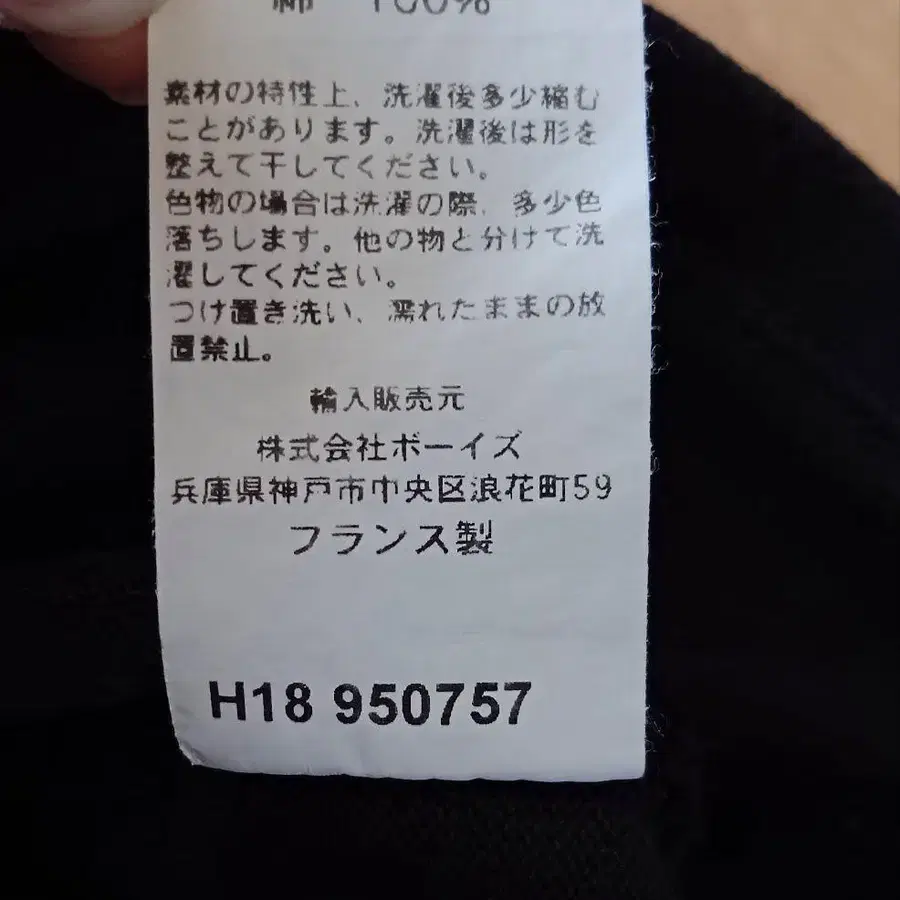 綿 100%
素材の特性上、洗濯後多少縮む
ことがあります。洗濯後は形を
整えて干してください。
色物の場合は洗濯の際、多少色
落ちします。他の物と分けて洗
濯してください。
つけ置き洗い、濡れたままの放
置禁止。
輸入販売元
株式会社ボーイズ
兵庫県神戸市中央区浪花町59
フランス製
H18 950757